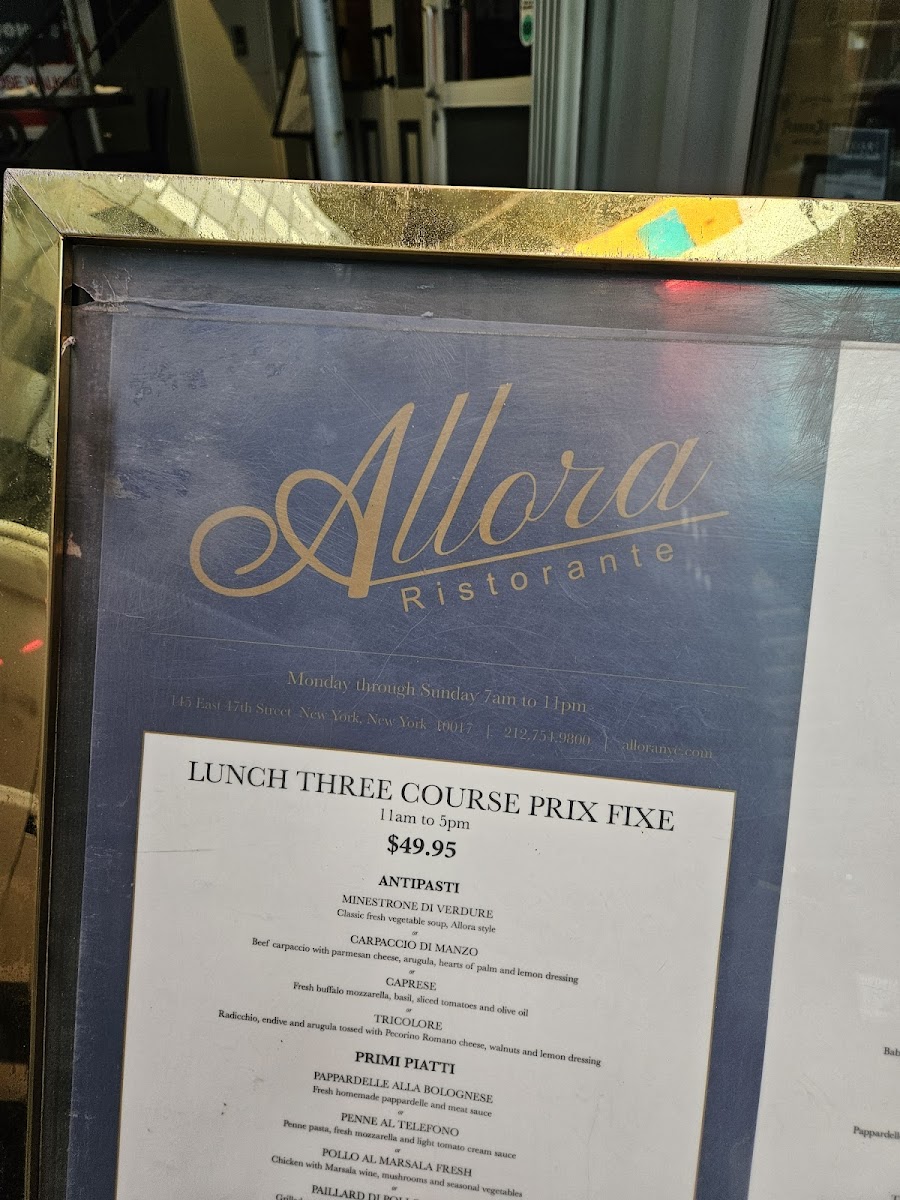 Allora
Ristorante
Monday through Sunday 7am to 11pm
145 East 47th Street New York, New York 10017 | 212.754.9800 | alloranyc.com
LUNCH THREE COURSE PRIX FIXE
11am to 5pm
$49.95
ANTIPASTI
MINESTRONE DI VERDURE
Classic fresh vegetable soup, Allora style
or
CARPACCIO DI MANZO
Beef carpaccio with parmesan cheese, arugula, hearts of palm and lemon dressing
or
CAPRESE
Fresh buffalo mozzarella, basil, sliced tomatoes and olive oil
or
TRICOLORE
Radicchio, endive and arugula tossed with Pecorino Romano cheese, walnuts and lemon dressing
PRIMI PIATTI
PAPPARDELLE ALLA BOLOGNESE
Fresh homemade pappardelle and meat sauce
or
PENNE AL TELEFONO
Penne pasta, fresh mozzarella and light tomato cream sauce
or
POLLO AL MARSALA FRESH
Chicken with Marsala wine, mushrooms and seasonal vegetables
or
PAILLARD DI
Bab
Pappardell